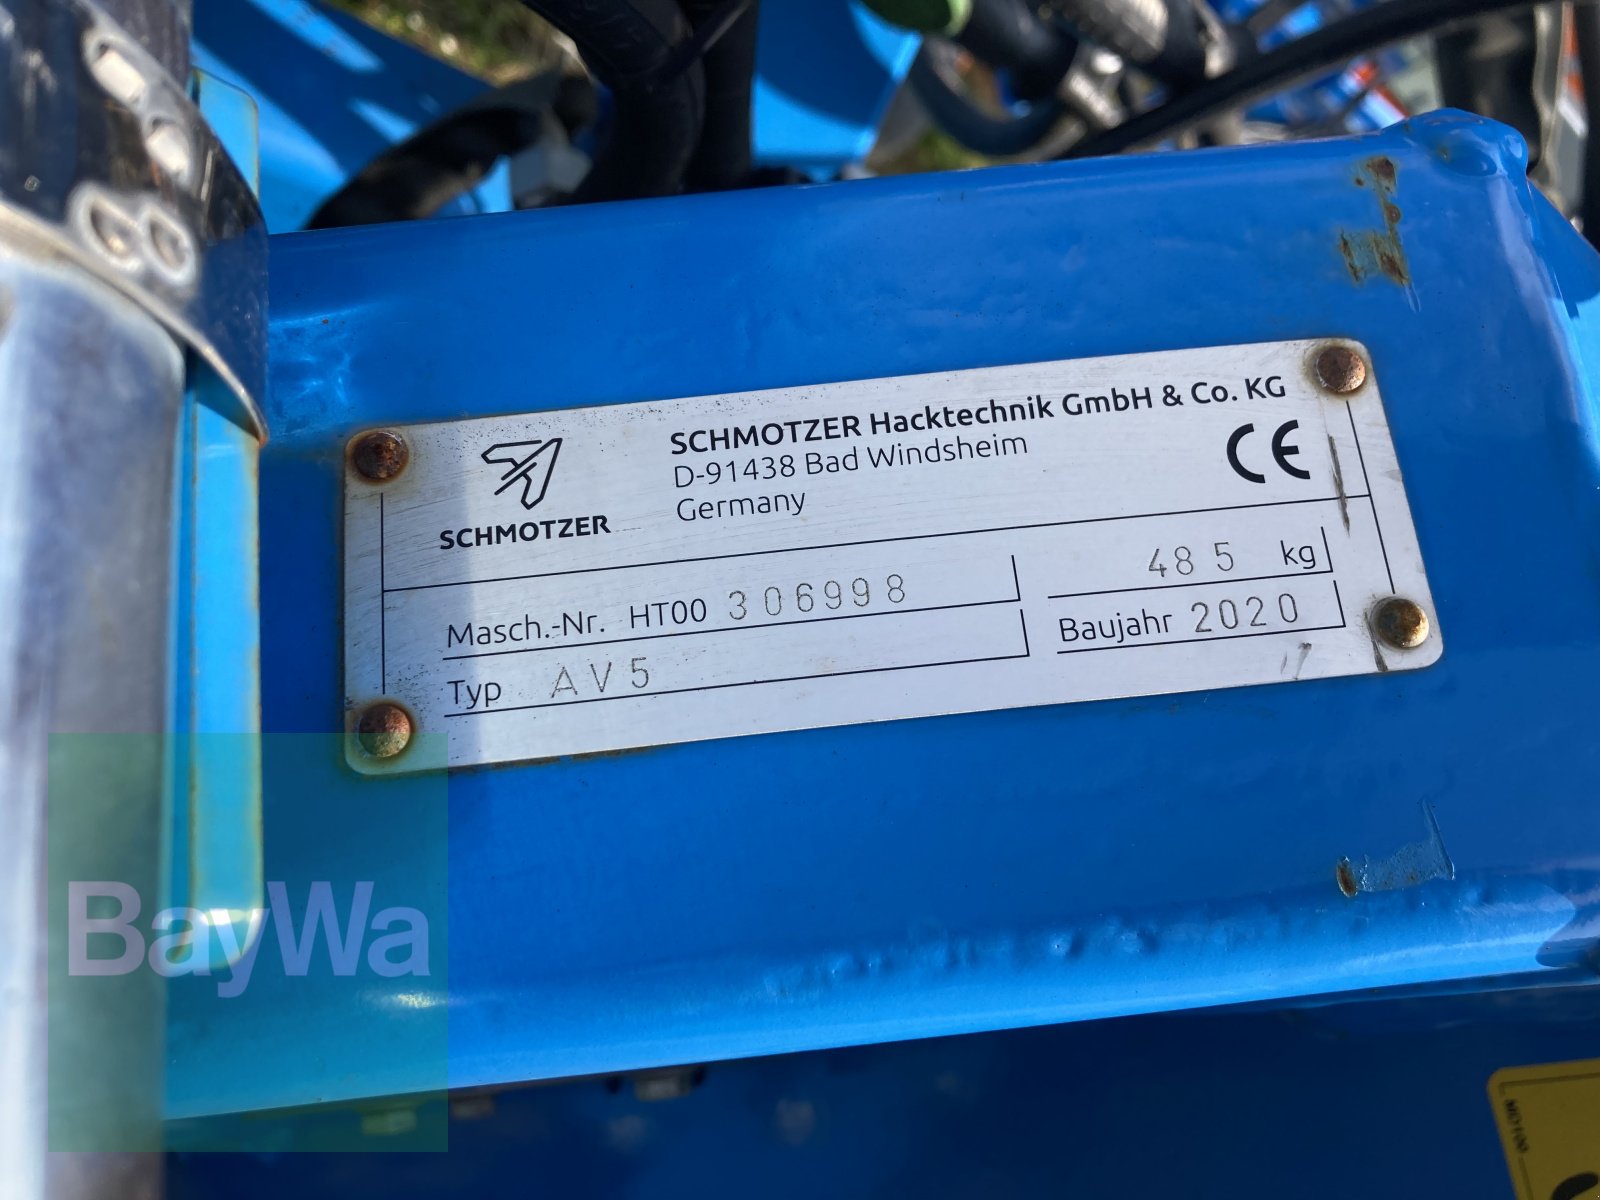 SCHMOTZER
SCHMOTZER Hacktechnik GmbH & Co. KG
D-91438 Bad Windsheim
Germany
CE
Masch.-Nr. HT00 306998
485 kg
Typ AV5
Baujahr 2020
BayWa